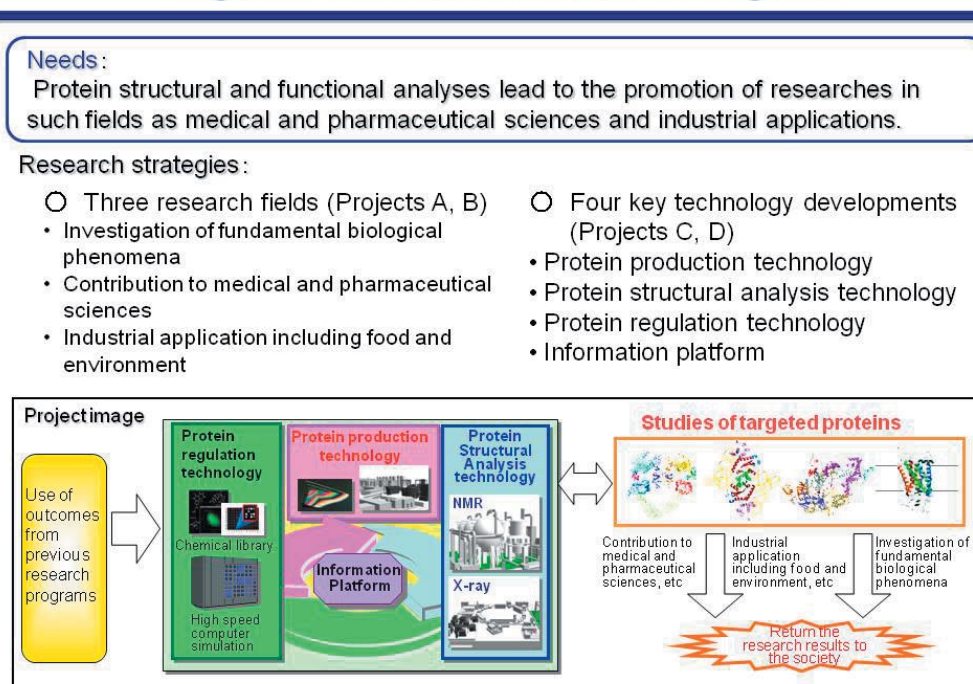 Needs:
Protein structural and functional analyses lead to the promotion of researches in
such fields as medical and pharmaceutical sciences and industrial applications.
Research strategies:
○ Three research fields (Projects A, B)
• Investigation of fundamental biological
phenomena
• Contribution to medical and pharmaceutical
sciences
• Industrial application including food and
environment
○ Four key technology developments
(Projects C, D)
• Protein production technology
• Protein structural analysis technology
• Protein regulation technology
• Information platform
Project image
Use of
outcomes
from
previous
research
programs
Protein
regulation
technology
Chemical library
High speed
computer
simulation
Protein production
technology
Information
Platform
Protein
Structural
Analysis
technology
NMR
X-ray
Studies of targeted proteins
Contribution to
medical and
pharmaceutical
sciences, etc
Industrial
application
including food and
environment, etc
Investigation of
fundamental
biological
phenomena
Return the
research results to
the society